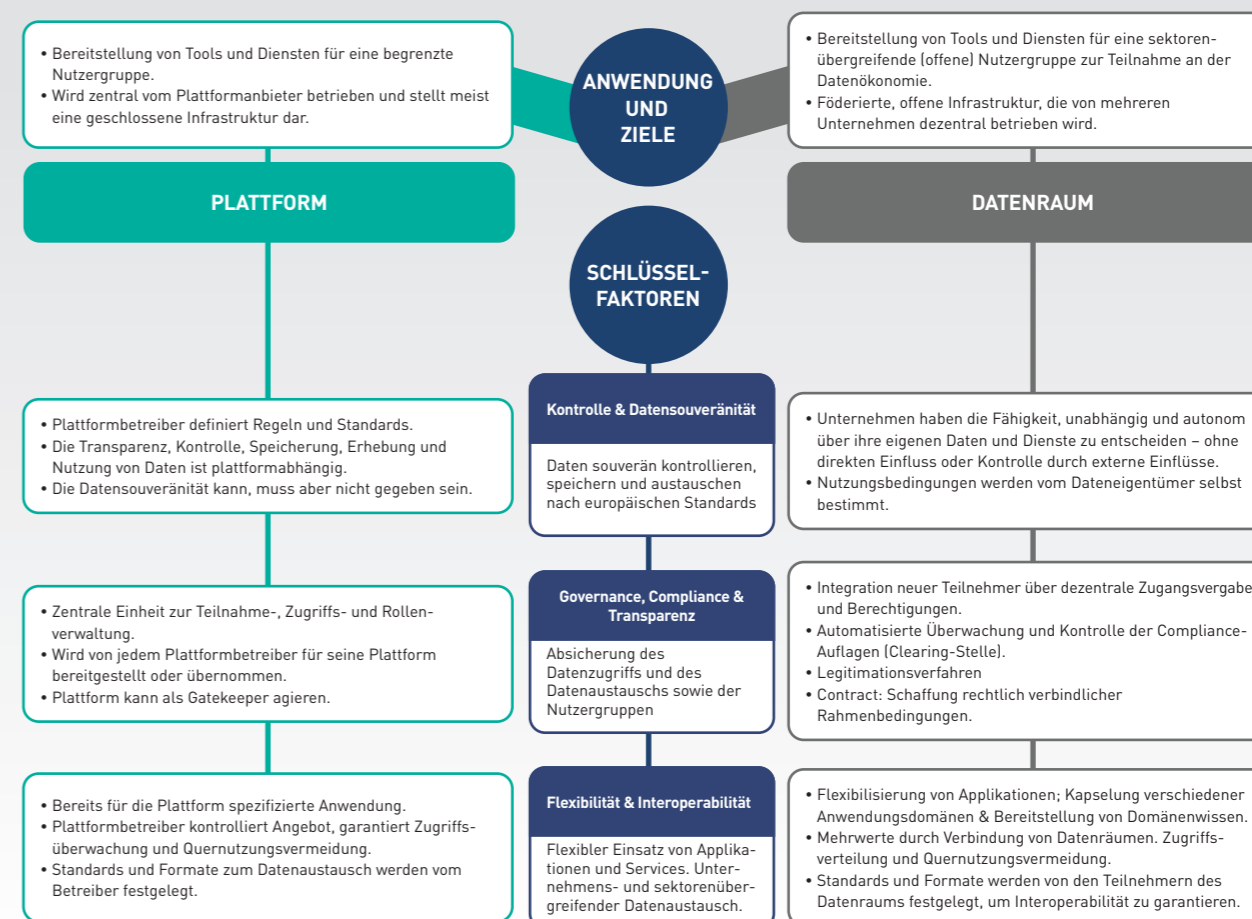 • Bereitstellung von Tools und Diensten für eine begrenzte
Nutzergruppe.
• Wird zentral vom Plattformanbieter betrieben und stellt meist
eine geschlossene Infrastruktur dar.
ANWENDUNG
UND
ZIELE
• Bereitstellung von Tools und Diensten für eine sektoren-
übergreifende (offene) Nutzergruppe zur Teilnahme an der
Datenökonomie.
• Föderierte, offene Infrastruktur, die von mehreren
Unternehmen dezentral betrieben wird.
PLATTFORM
DATENRAUM
SCHLÜSSEL-
FAKTOREN
• Plattformbetreiber definiert Regeln und Standards.
• Die Transparenz, Kontrolle, Speicherung, Erhebung und
Nutzung von Daten ist plattformabhängig.
• Die Datensouveränität kann, muss aber nicht gegeben sein.
Kontrolle & Datensouveränität
Daten souverän kontrollieren,
speichern und austauschen
nach europäischen Standards
• Unternehmen haben die Fähigkeit, unabhängig und autonom
über ihre eigenen Daten und Dienste zu entscheiden – ohne
direkten Einfluss oder Kontrolle durch externe Einflüsse.
• Nutzungsbedingungen werden vom Dateneigentümer selbst
bestimmt.
• Zentrale Einheit zur Teilnahme-, Zugriffs- und Rollen-
verwaltung.
• Wird von jedem Plattformbetreiber für seine Plattform
bereitgestellt oder übernommen.
• Plattform kann als Gatekeeper agieren.
Governance, Compliance &
Transparenz
Absicherung des
Datenzugriffs und des
Datenaustauschs sowie der
Nutzergruppen
• Integration neuer Teilnehmer über dezentrale Zugangsvergabe
und Berechtigungen.
• Automatisierte Überwachung und Kontrolle der Compliance-
Auflagen (Clearing-Stelle).
• Legitimationsverfahren
• Contract: Schaffung rechtlich verbindlicher
Rahmenbedingungen.
• Bereits für die Plattform spezifizierte Anwendung.
• Plattformbetreiber kontrolliert Angebot, garantiert Zugriffs-
überwachung und Quernutzungsvermeidung.
• Standards und Formate zum Datenaustausch werden vom
Betreiber festgelegt.
Flexibilität & Interoperabilität
Flexibler Einsatz von Applika-
tionen und Services. Unter-
nehmens- und sektorenüber-
greifender Datenaustausch.
• Flexibilisierung von Applikationen; Kapselung verschiedener
Anwendungsdomänen & Bereitstellung von Domänenwissen.
• Mehrwerte durch Verbindung von Datenräumen. Zugriffs-
verteilung und Quernutzungsvermeidung.
• Standards und Formate werden von den Teilnehmern des
Datenraums festgelegt, um Interoperabilität zu garantieren.